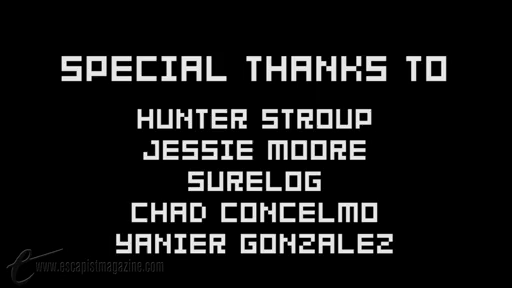 SPECIAL THANKS TO
HUNTER STROUP
JESSIE MOORE
SURELOG
CHAD CONCELMO
YANIER GONZALEZ
www.escapistmagazine.com